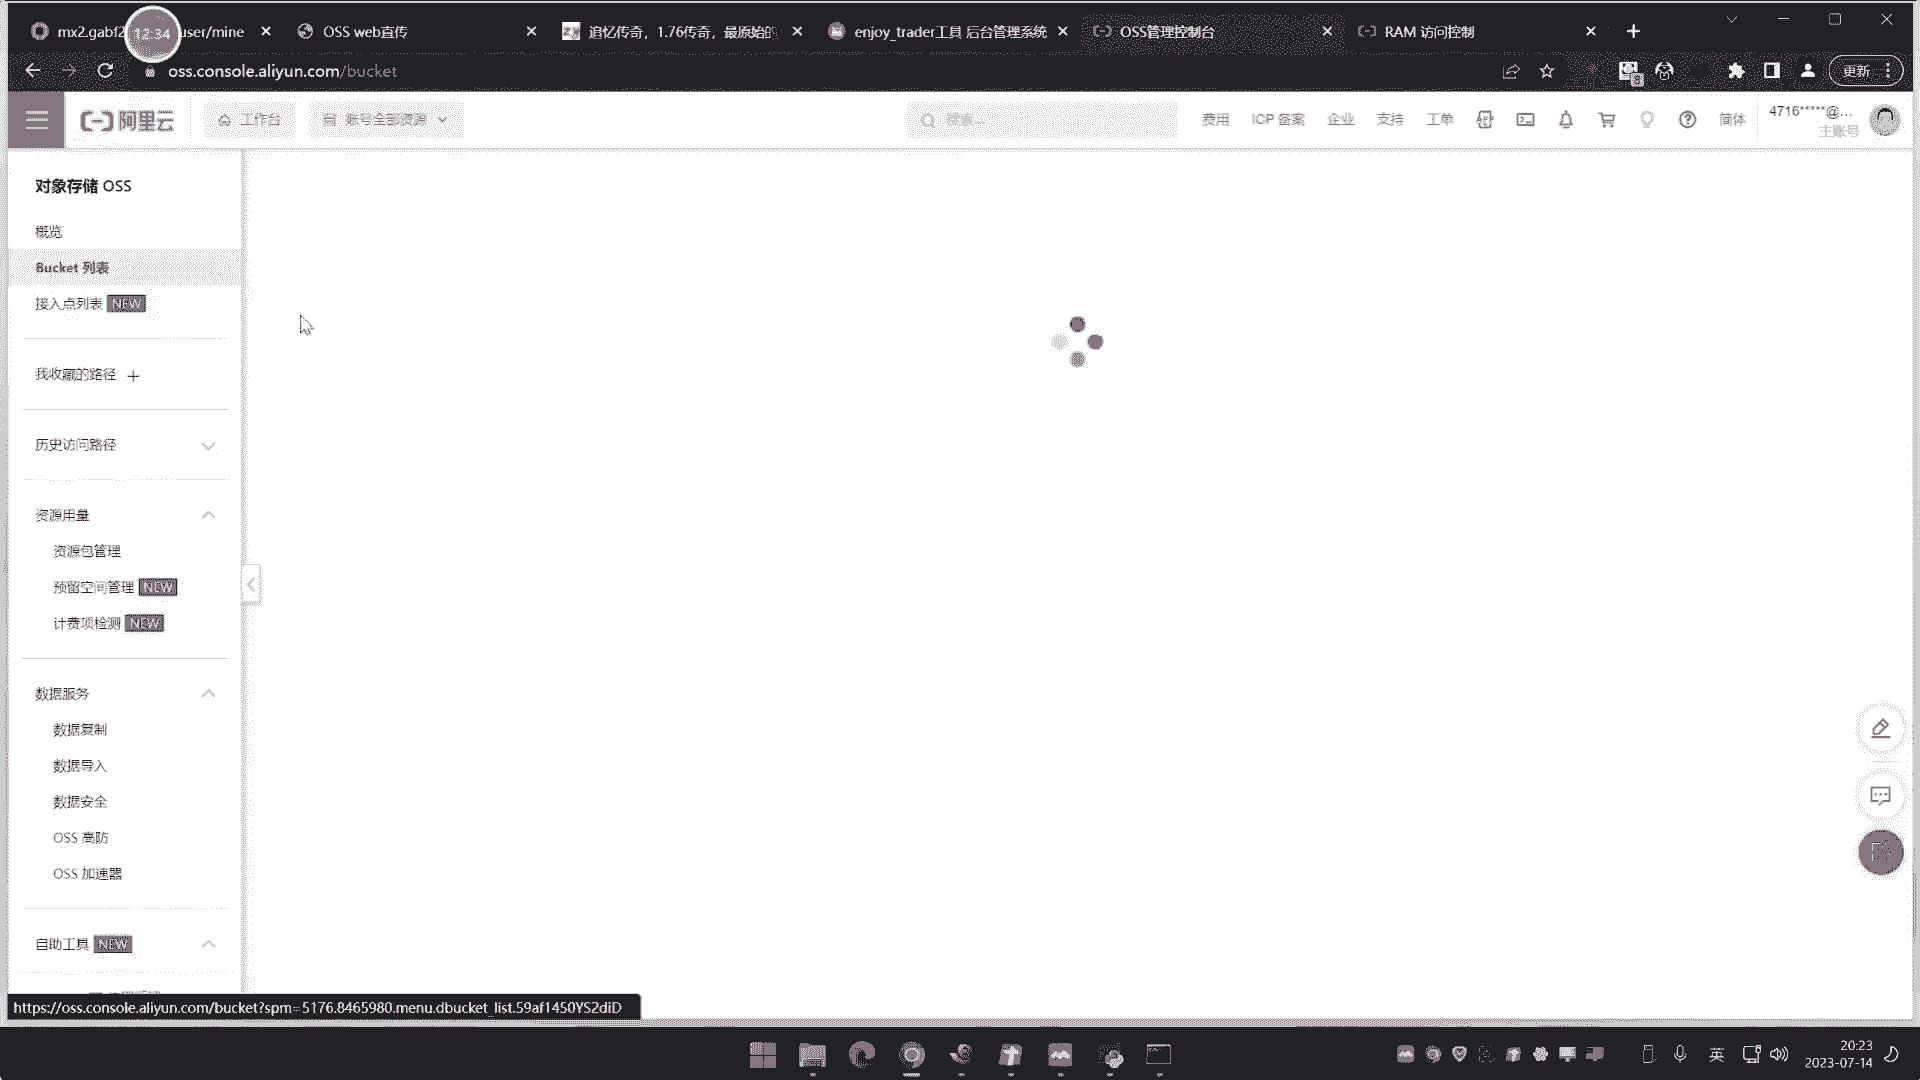 mx2.gabf2
12:34
user/mine
OSS web直传
追忆传奇，1.76传奇，最原始的
enjoy_trader工具 后台管理系统
OSS管理控制台
RAM 访问控制
oss.console.aliyun.com/bucket
更新
阿里云
工作台
账号全部资源
搜索...
费用
ICP 备案
企业
支持
工单
简体
4716*****@...
主账号
对象存储 OSS
概览
Bucket 列表
接入点列表 NEW
我收藏的路径
历史访问路径
资源用量
资源包管理
预留空间管理 NEW
计费项检测 NEW
数据服务
数据复制
数据导入
数据安全
OSS 高防
OSS 加速器
自助工具 NEW
https://oss.console.aliyun.com/bucket?spm=5176.8465980.menu.dbucket_list.59af1450YS2diD
英
20:23
2023-07-14